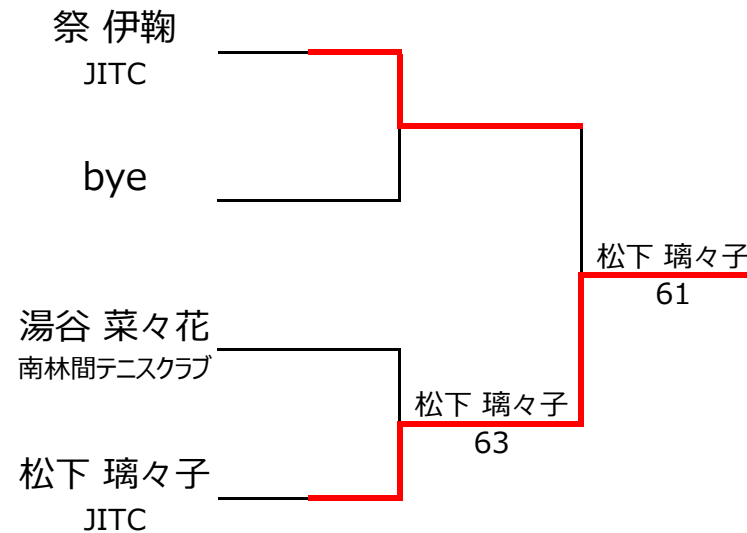 祭 伊鞠
JITC
bye
湯谷 菜々花
南林間テニスクラブ
松下 璃々子
JITC
松下 璃々子
63
松下 璃々子
61